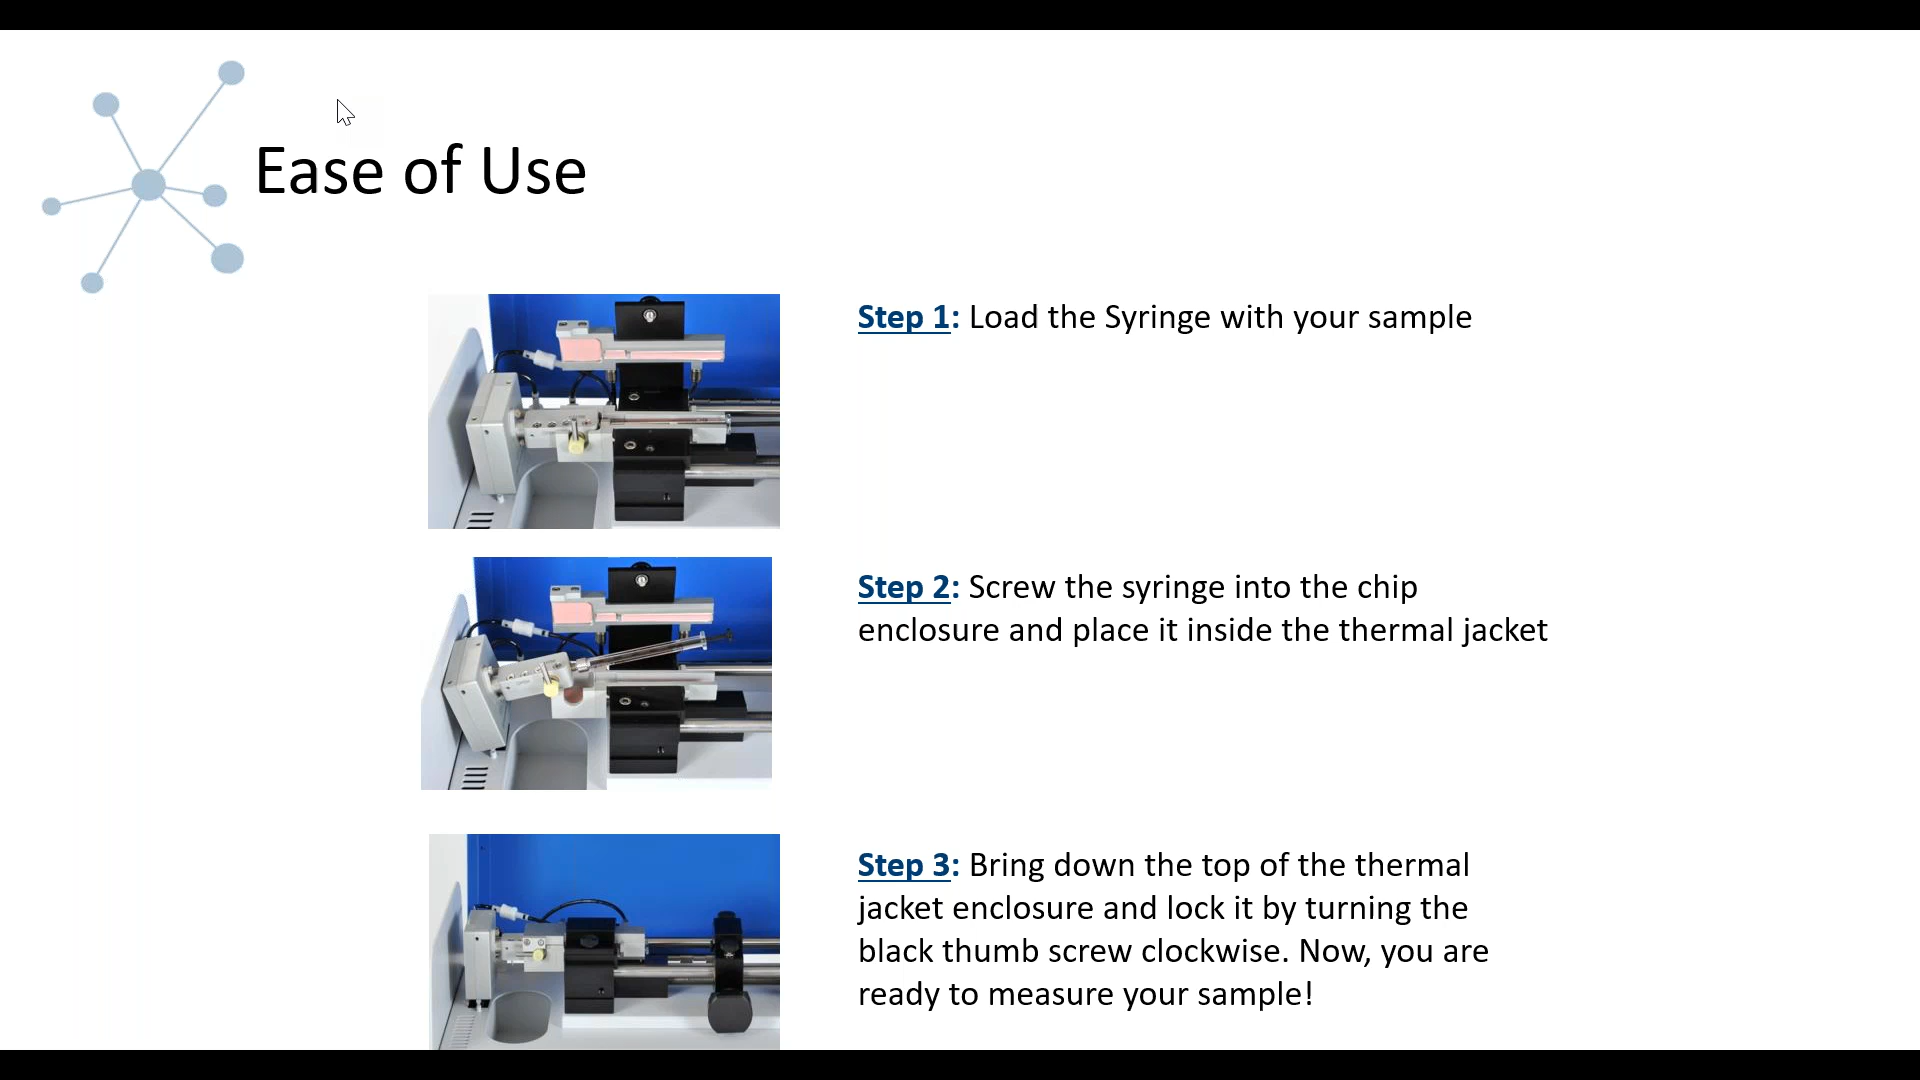 Ease of Use
Step 1: Load the Syringe with your sample
Step 2: Screw the syringe into the chip
enclosure and place it inside the thermal jacket
Step 3: Bring down the top of the thermal
jacket enclosure and lock it by turning the
black thumb screw clockwise. Now, you are
ready to measure your sample!